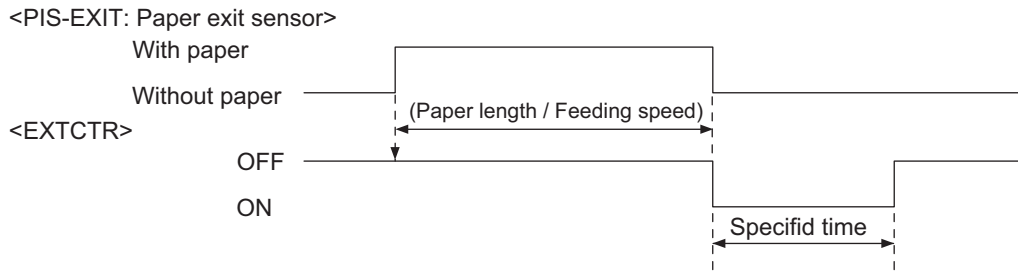 <PIS-EXIT: Paper exit sensor>
With paper
Without paper
(Paper length / Feeding speed)
<EXTCTR>
OFF
ON
Specifid time